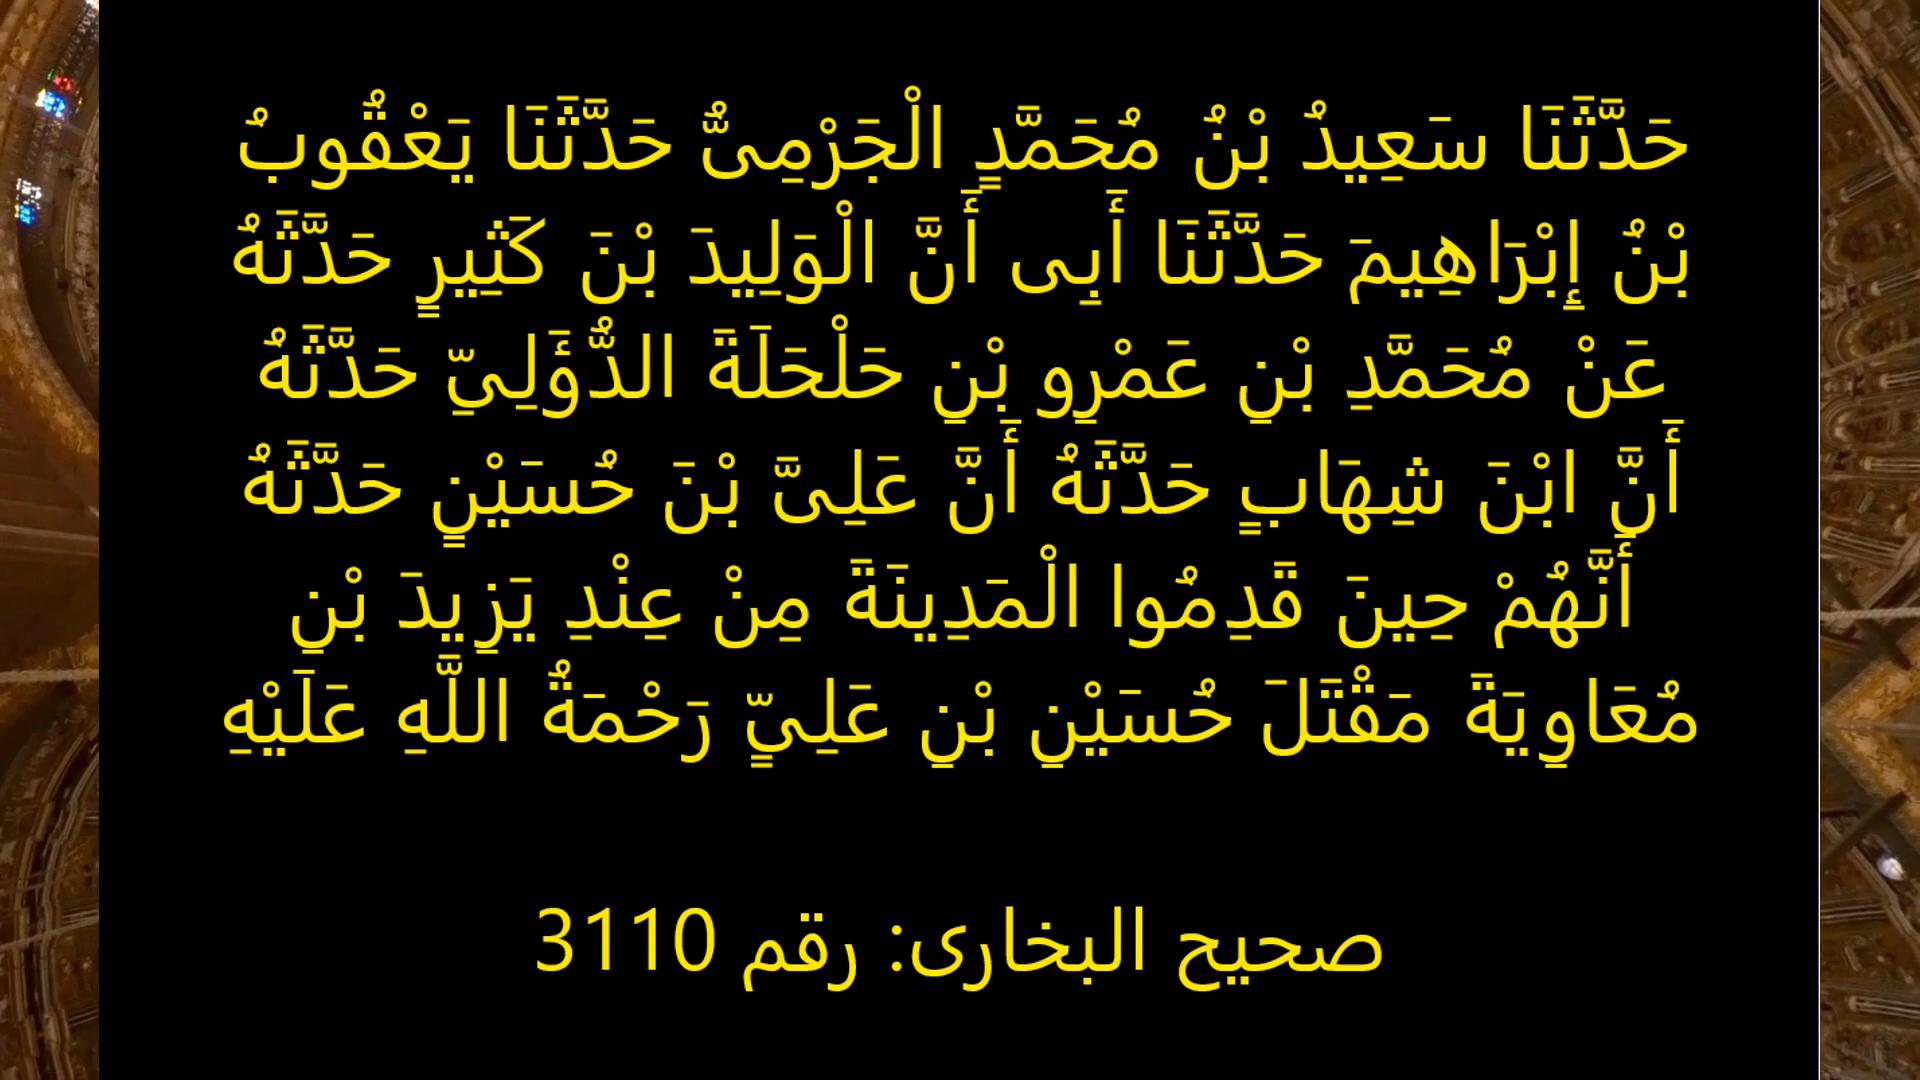 حَدَّثَنَا سَعِيدُ بْنُ مُحَمَّدٍ الْجَرْمِىُّ حَدَّثَنَا يَعْقُوبُ
بْنُ إِبْرَاهِيمَ حَدَّثَنَا أَبِى أَنَّ الْوَلِيدَ بْنَ كَثِيرٍ حَدَّثَهُ
عَنْ مُحَمَّدِ بْنِ عَمْرِو بْنِ حَلْحَلَةَ الدُّؤَلِيِّ حَدَّثَهُ
أَنَّ ابْنَ شِهَابٍ حَدَّثَهُ أَنَّ عَلِىَّ بْنَ حُسَيْنٍ حَدَّثَهُ
أَنَّهُمْ حِينَ قَدِمُوا الْمَدِينَةَ مِنْ عِنْدِ يَزِيدَ بْنِ
مُعَاوِيَةَ مَقْتَلَ حُسَيْنِ بْنِ عَلِيٍّ رَحْمَةُ اللَّهِ عَلَيْهِ
صحيح البخارى: رقم 3110